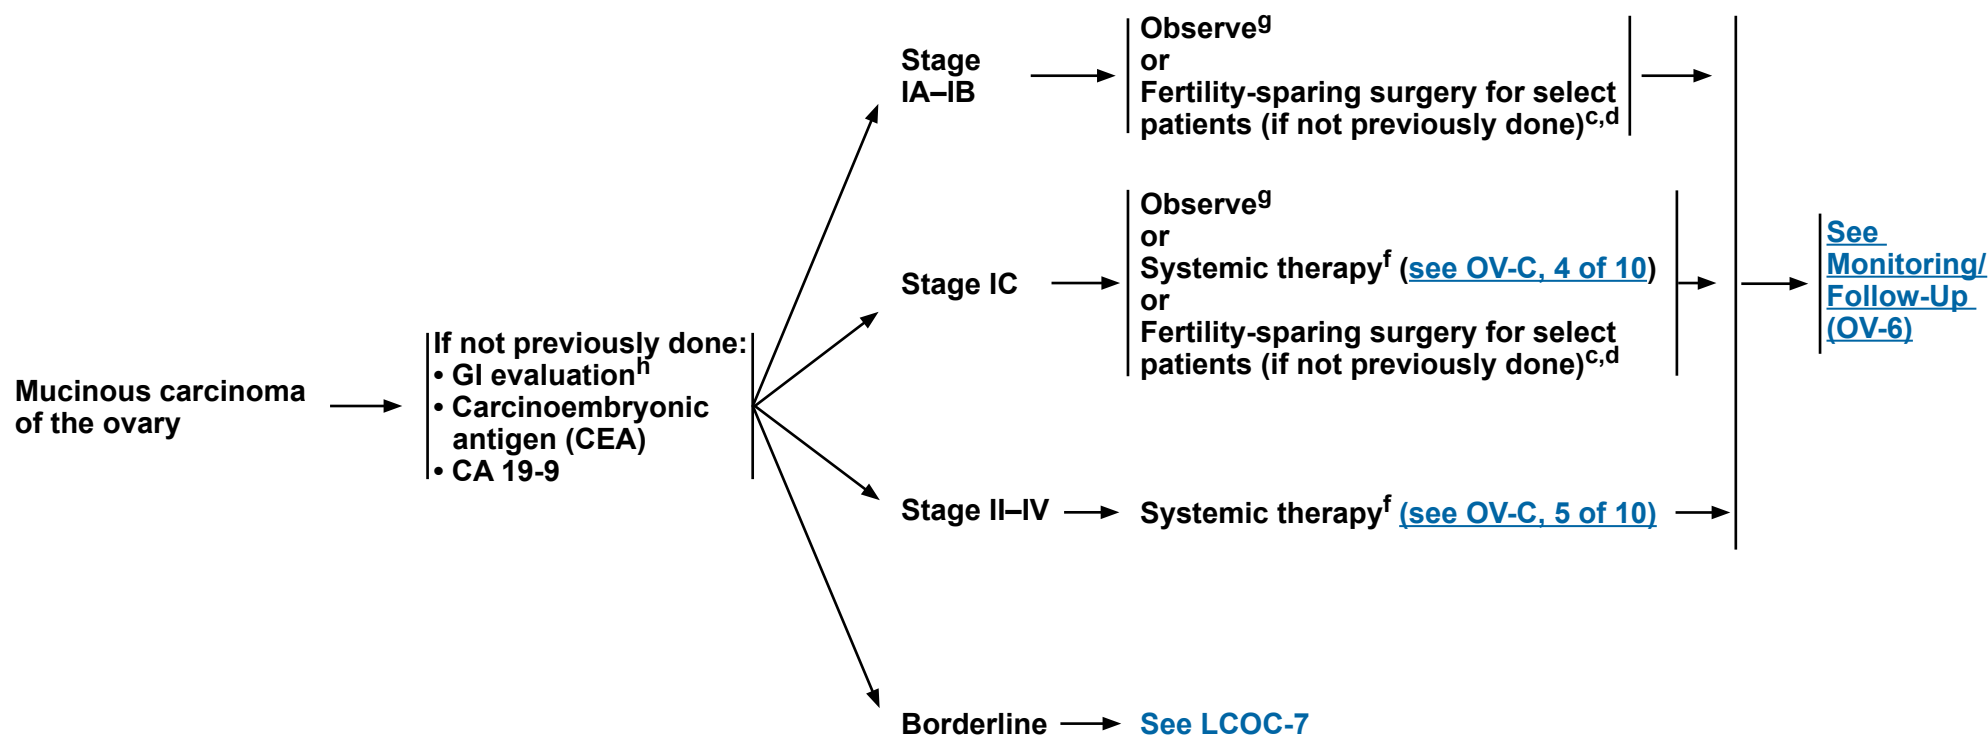 Mucinous carcinoma
of the ovary
If not previously done:
• GI evaluationh
• Carcinoembryonic
antigen (CEA)
• CA 19-9
Stage
IA–IB
Observeg
or
Fertility-sparing surgery for select
patients (if not previously done)c,d
Stage IC
Observeg
or
Systemic therapyf (see OV-C, 4 of 10)
or
Fertility-sparing surgery for select
patients (if not previously done)c,d
Stage II–IV
Systemic therapyf (see OV-C, 5 of 10)
Borderline
See LCOC-7
See
Monitoring/
Follow-Up
(OV-6)